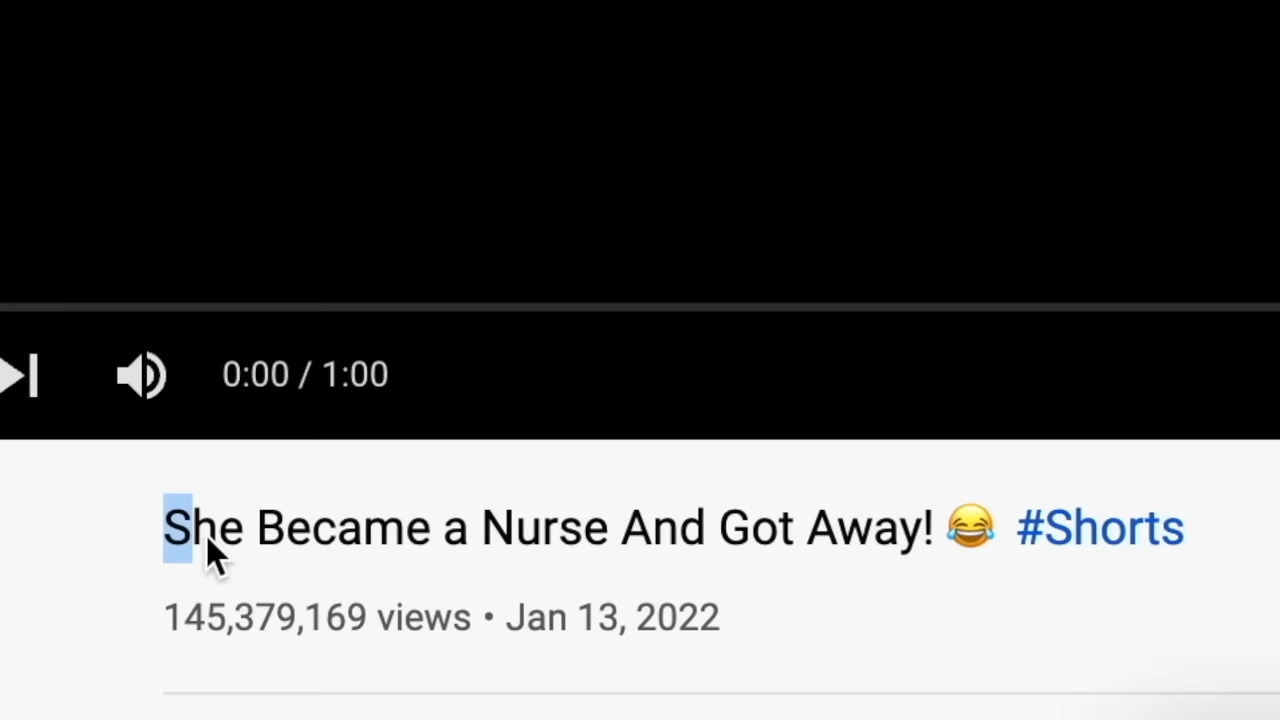 0:00 / 1:00
She Became a Nurse And Got Away! 😂 #Shorts
145,379,169 views • Jan 13, 2022